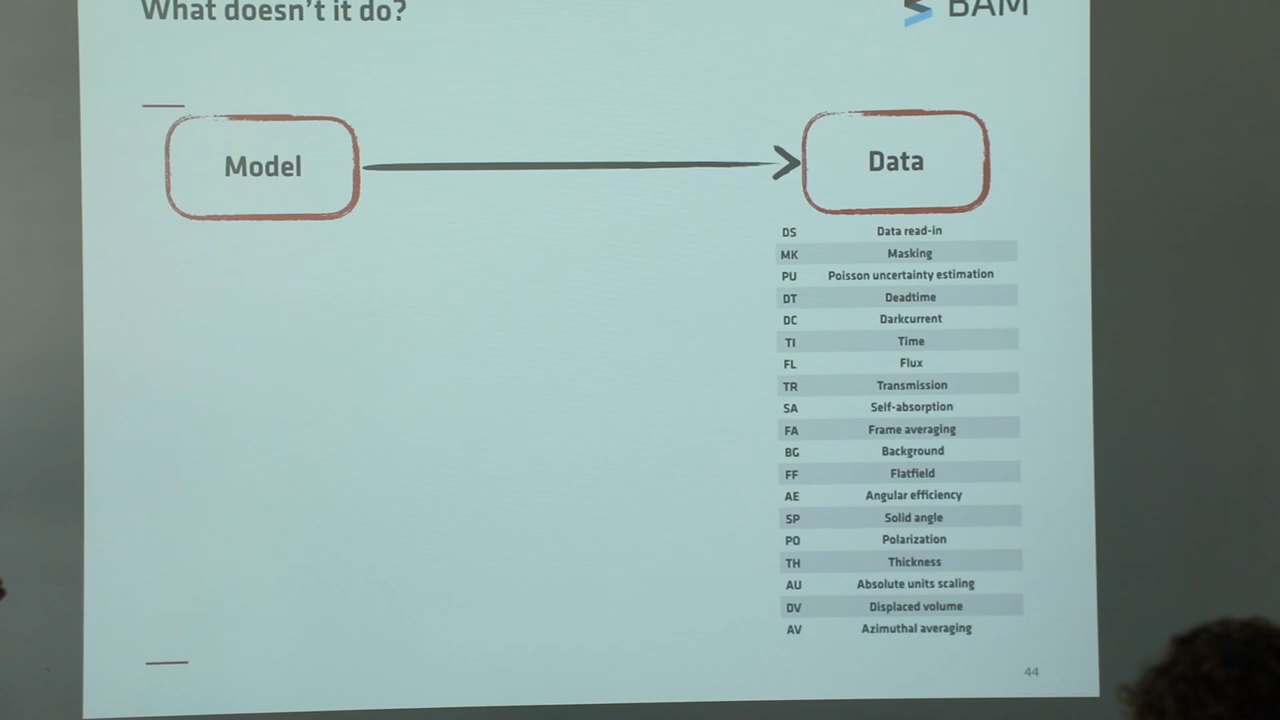 What doesn't it do?
BAM
Model
Data
DS Data read-in
MK Masking
PU Poisson uncertainty estimation
DT Deadtime
DC Darkcurrent
TI Time
FL Flux
TR Transmission
SA Self-absorption
FA Frame averaging
BG Background
FF Flatfield
AE Angular efficiency
SP Solid angle
PO Polarization
TH Thickness
AU Absolute units scaling
DV Displaced volume
AV Azimuthal averaging
44